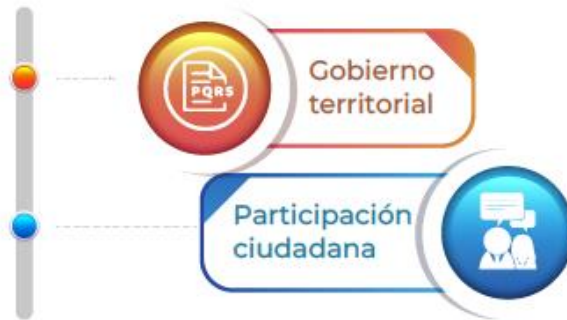 PQRS
Gobierno
territorial
Participación
ciudadana